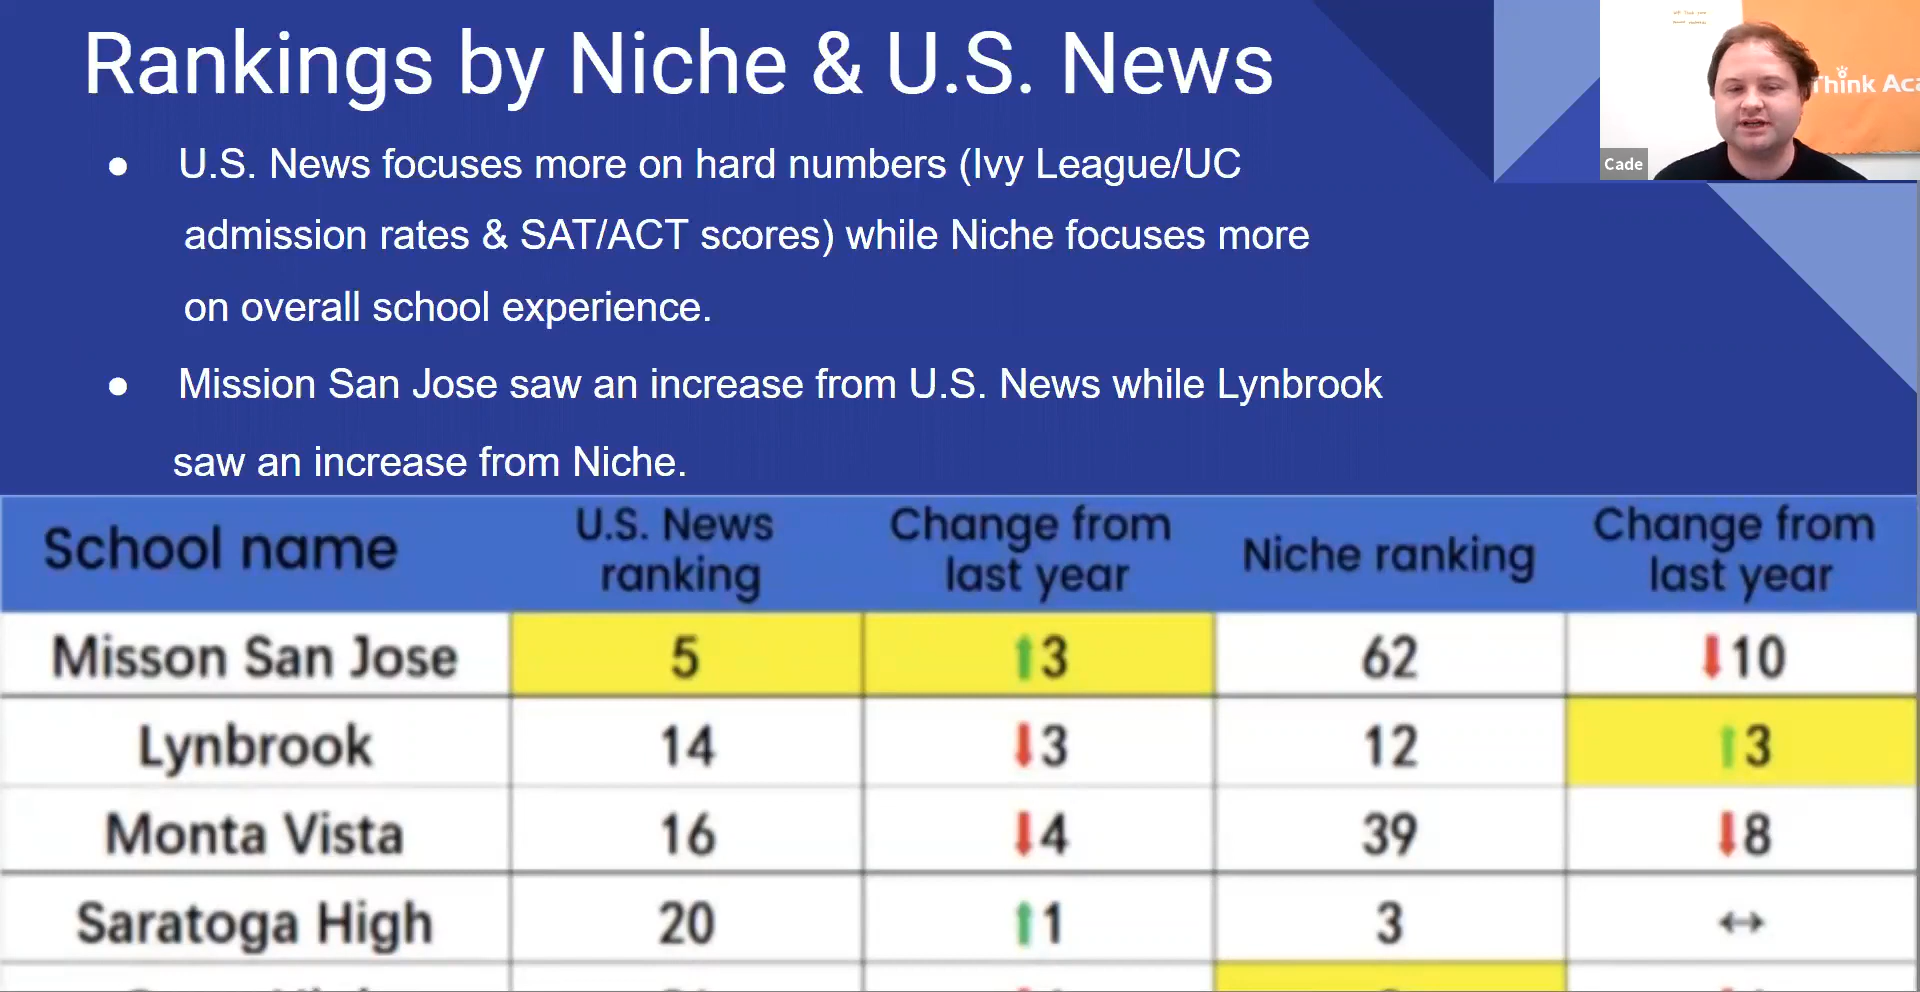 Rankings by Niche & U.S. News
● U.S. News focuses more on hard numbers (Ivy League/UC
admission rates & SAT/ACT scores) while Niche focuses more
on overall school experience.
● Mission San Jose saw an increase from U.S. News while Lynbrook
saw an increase from Niche.
Think Aca
Cade
School name U.S. News ranking Change from last year Niche ranking Change from last year
Misson San Jose 5 ⬆3 62 ⬇10
Lynbrook 14 ⬇3 12 ⬆3
Monta Vista 16 ⬇4 39 ⬇8
Saratoga High 20 ⬆1 3 ↔